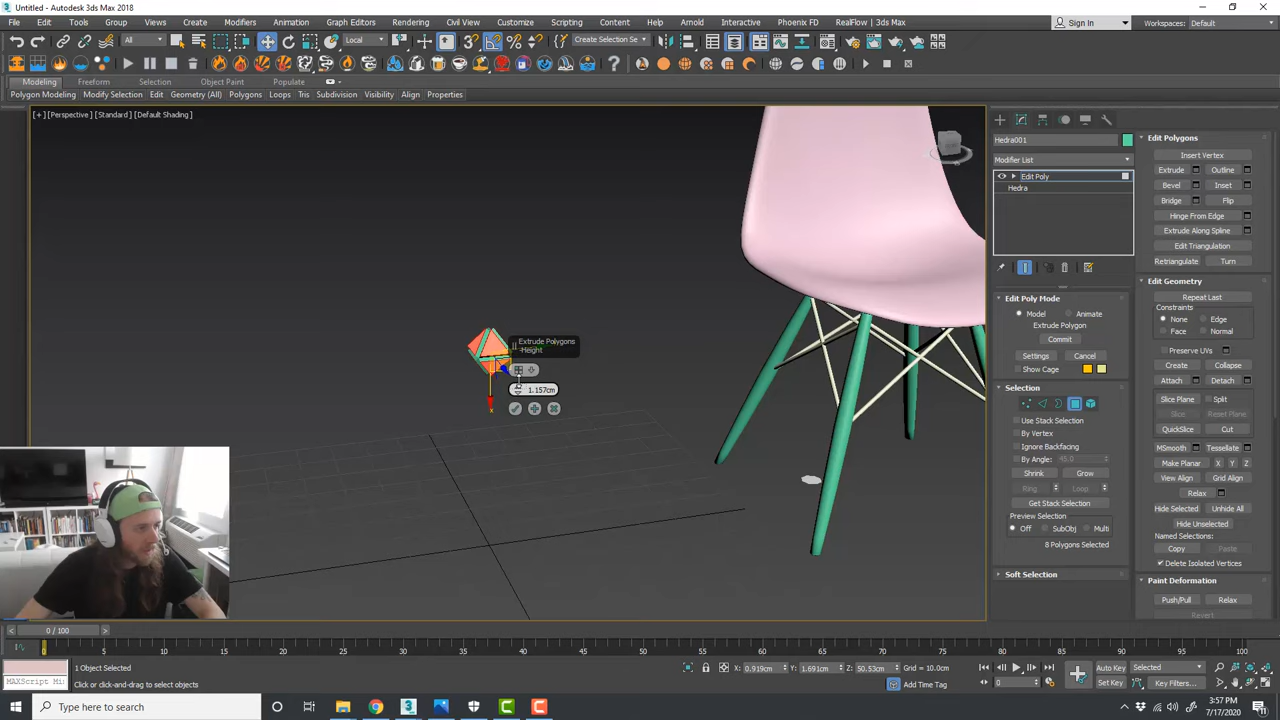 Untitled - Autodesk 3ds Max 2018
File Edit Tools Group Views Create Modifiers Animation Graph Editors Rendering Civil View Customize Scripting Content Help Arnold Interactive Phoenix FD RealFlow | 3ds Max Sign In Workspaces: Default
All Local Create Selection Se
Modeling Freeform Selection Object Paint Populate
Polygon Modeling Modify Selection Edit Geometry (All) Polygons Loops Tris Subdivision Visibility Align Properties
[+] [Perspective] [Standard] [Default Shading]
Hedra001
Modifier List
Edit Poly
Hedra
Edit Poly Mode
Model Animate
Extrude Polygon
Commit
Settings Cancel
Show Cage
Selection
Use Stack Selection
By Vertex
Ignore Backfacing
By Angle: 45.0
Shrink Grow
Ring Loop
Get Stack Selection
Preview Selection
Off SubObj Multi
8 Polygons Selected
Soft Selection
Edit Polygons
Insert Vertex
Extrude Outline
Bevel Inset
Bridge Flip
Hinge From Edge
Extrude Along Spline
Edit Triangulation
Retriangulate Turn
Edit Geometry
Repeat Last
Constraints
None Edge
Face Normal
Preserve UVs
Create Collapse
Attach Detach
Slice Plane Split
Slice Reset Plane
QuickSlice Cut
MSmooth Tessellate
Make Planar X Y Z
View Align Grid Align
Relax
Hide Selected Unhide All
Hide Unselected
Named Selections:
Copy Paste
Delete Isolated Vertices
Paint Deformation
Push/Pull Relax
Revert
Extrude Polygons
Height
1.157cm
x
0 / 100
0 5 10 15 20 25 30 35 40 45 50 55 60 65 70 75 80 85 90 95 100
1 Object Selected
MAXScript Mi
Click or click-and-drag to select objects
X: 0.919cm Y: 1.691cm Z: 50.53cm Grid = 10.0cm
Add Time Tag
0
Auto Key Selected
Set Key Key Filters...
Type here to search
3:57 PM
7/17/2020